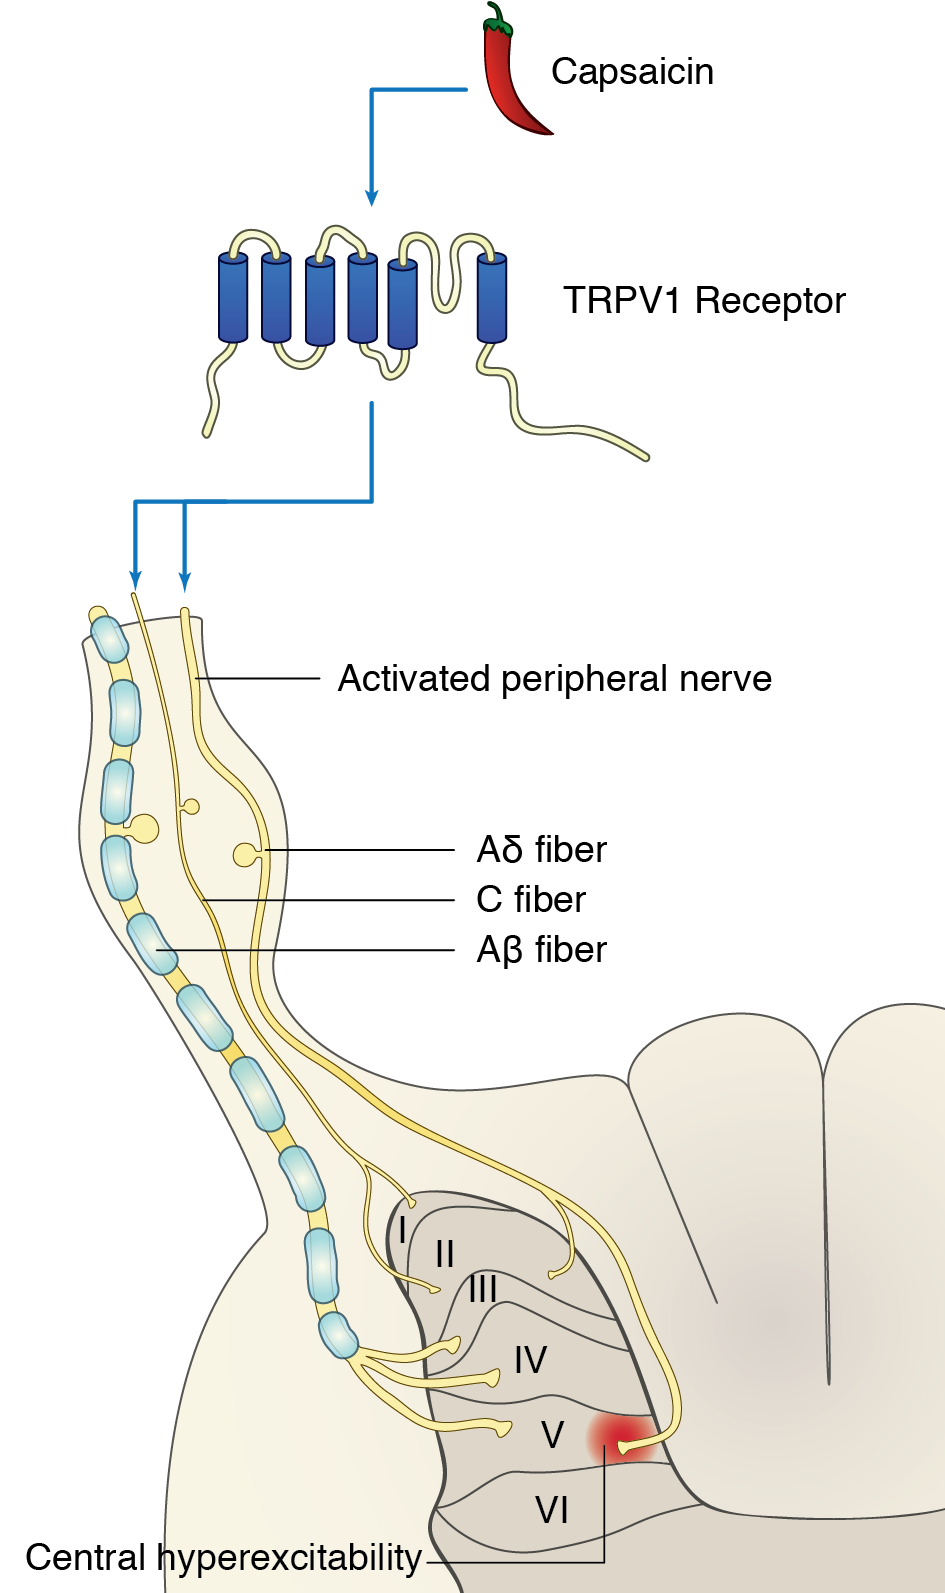 Capsaicin
TRPV1 Receptor
Activated peripheral nerve
Aδ fiber
C fiber
Aβ fiber
I
II
III
IV
V
VI
Central hyperexcitability